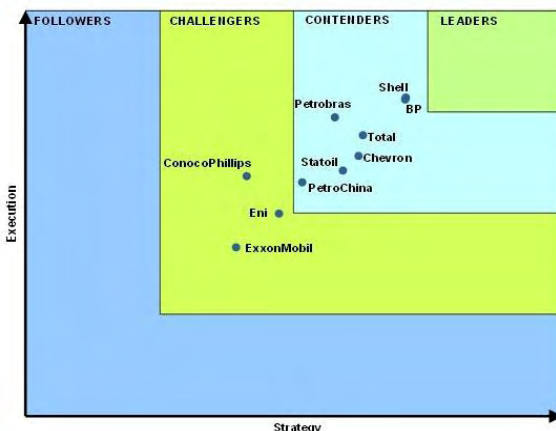 FOLLOWERS
CHALLENGERS
CONTENDERS
LEADERS
Shell
BP
Petrobras
Total
Chevron
Statoil
ConocoPhillips
PetroChina
Eni
ExxonMobil
Execution
Strategy